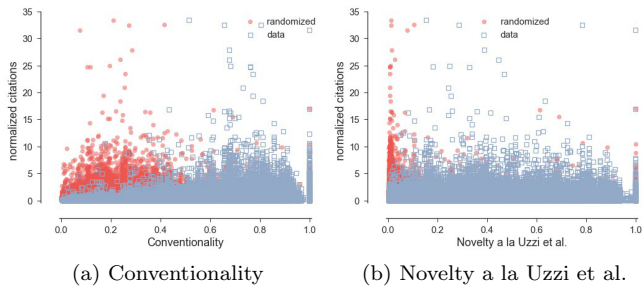 35
30
25
20
15
10
5
0
normalized citations
randomized
data
0.0 0.2 0.4 0.6 0.8 1.0
Conventionality
(a) Conventionality
35
30
25
20
15
10
5
0
normalized citations
randomized
data
0.0 0.2 0.4 0.6 0.8 1.0
Novelty a la Uzzi et al.
(b) Novelty a la Uzzi et al.